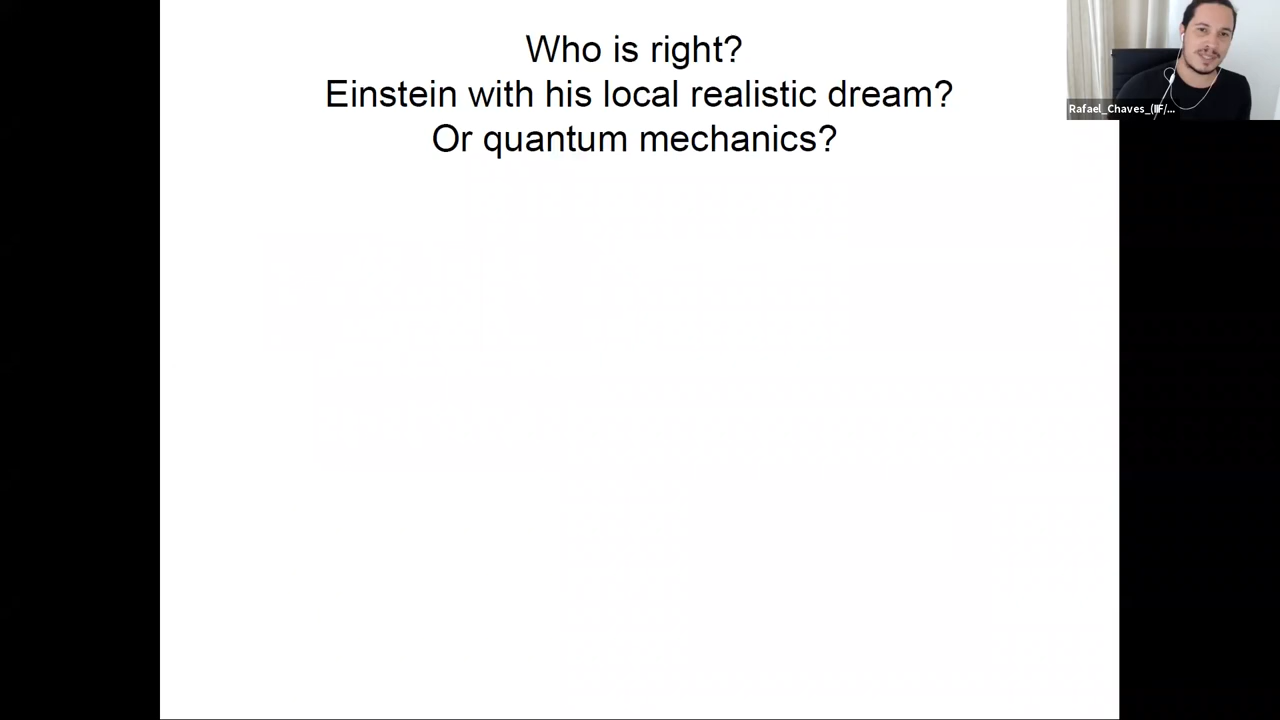 Who is right?
Einstein with his local realistic dream?
Or quantum mechanics?
Rafael_Chaves_(IIF/...